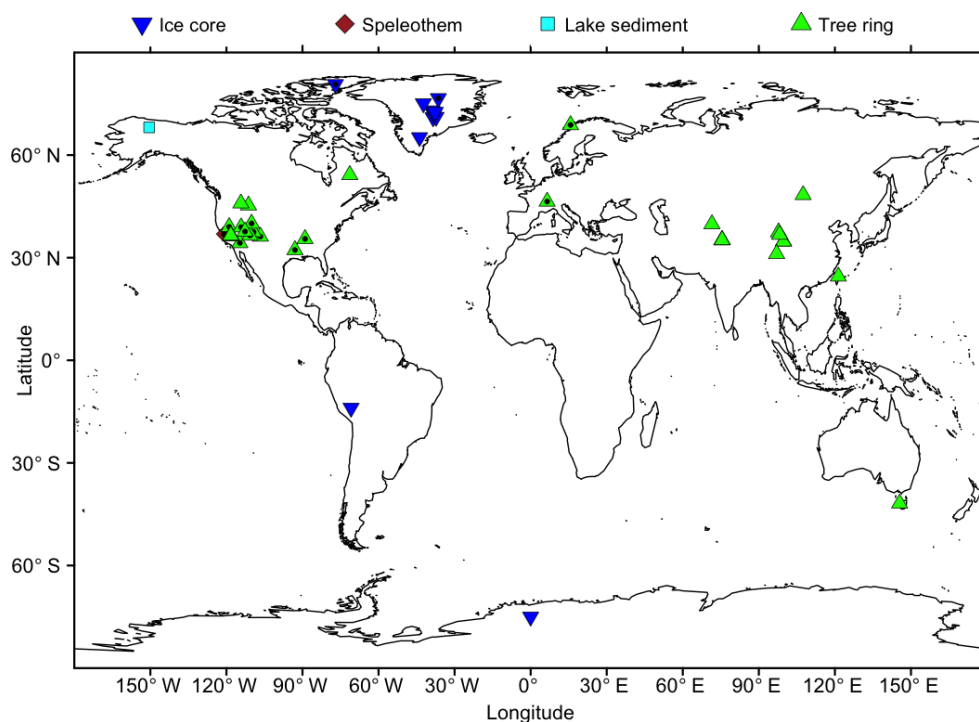 Ice core Speleothem Lake sediment Tree ring
60° N
30° N
0°
30° S
60° S
Latitude
150° W 120° W 90° W 60° W 30° W 0° 30° E 60° E 90° E 120° E 150° E
Longitude